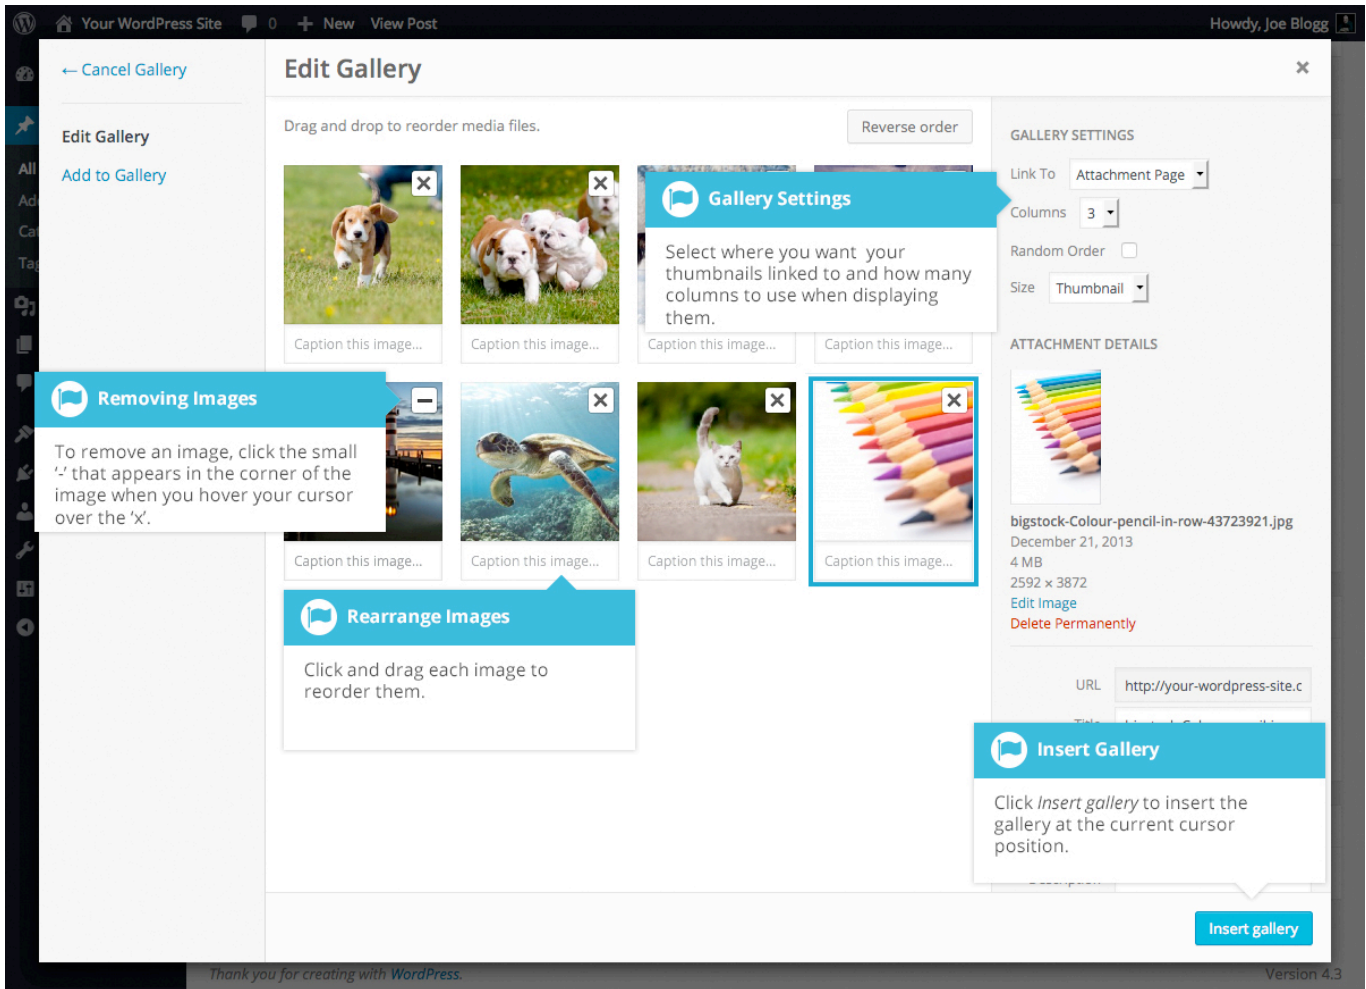 Your WordPress Site
0
New
View Post
Howdy, Joe Blogg
← Cancel Gallery
Edit Gallery
Add to Gallery
All
Edit Gallery
Drag and drop to reorder media files.
Reverse order
Caption this image...
Caption this image...
Caption this image...
Caption this image...
Gallery Settings
Select where you want your
thumbnails linked to and how many
columns to use when displaying
them.
Removing Images
To remove an image, click the small
‘-’ that appears in the corner of the
image when you hover your cursor
over the ‘x’.
Caption this image...
Caption this image...
Caption this image...
Caption this image...
Rearrange Images
Click and drag each image to
reorder them.
GALLERY SETTINGS
Link To Attachment Page
Columns 3
Random Order
Size Thumbnail
ATTACHMENT DETAILS
bigstock-Colour-pencil-in-row-43723921.jpg
December 21, 2013
4 MB
2592 × 3872
Edit Image
Delete Permanently
URL http://your-wordpress-site.c
Title
Insert Gallery
Click Insert gallery to insert the
gallery at the current cursor
position.
Description
Insert gallery
Thank you for creating with WordPress.
Version 4.3